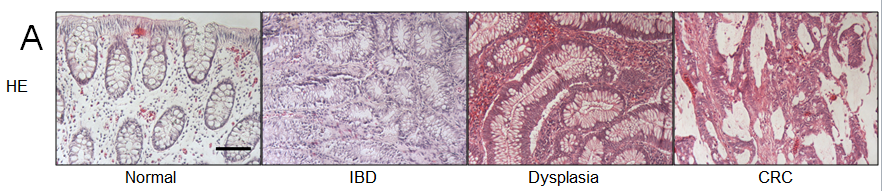 A
HE
Normal IBD Dysplasia CRC